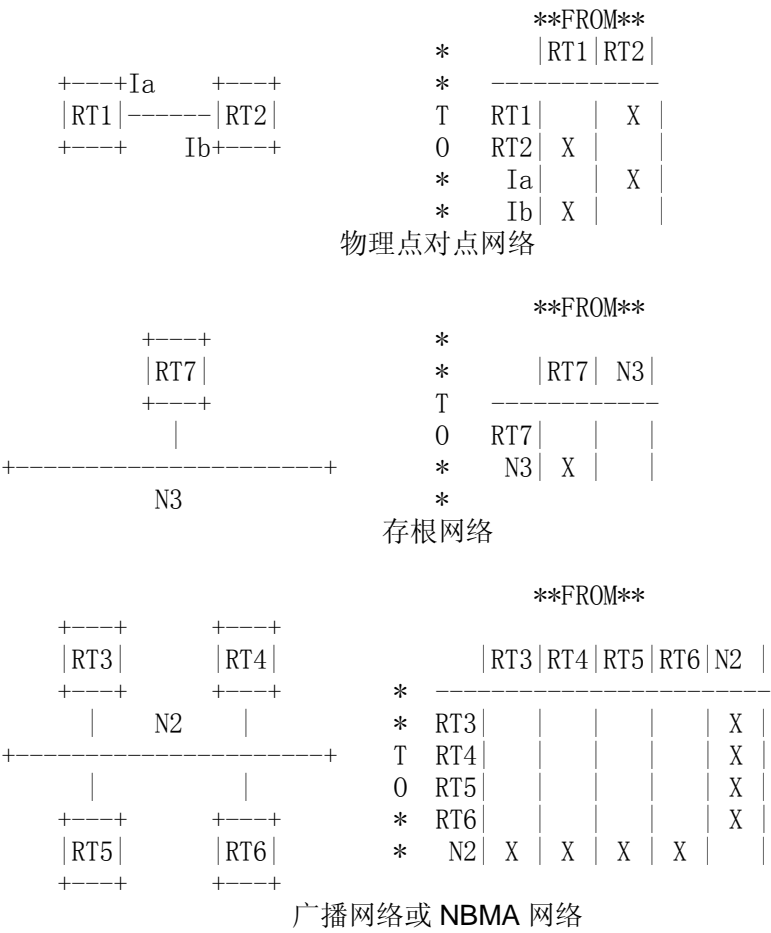 **FROM**
                               *      |RT1|RT2|
    +---+Ia    +---+           *   ------------
    |RT1|------|RT2|           T   RT1|   | X |
    +---+    Ib+---+           O   RT2| X |   |
                               *    Ia|   | X |
                               *    Ib| X |   |
物理点对点网络
                                      **FROM**
          +---+                *
          |RT7|                *      |RT7| N3|
          +---+                T   ------------
            |                  O   RT7|   |   |
+----------------------+       *    N3| X |   |
           N3                  *
存根网络
                                      **FROM**
    +---+      +---+
    |RT3|      |RT4|               |RT3|RT4|RT5|RT6|N2 |
    +---+      +---+        *  ------------------------
      |    N2    |          *  RT3|   |   |   |   | X |
+----------------------+    T  RT4|   |   |   |   | X |
      |          |          O  RT5|   |   |   |   | X |
    +---+      +---+        *  RT6|   |   |   |   | X |
    |RT5|      |RT6|        *   N2| X | X | X | X |   |
    +---+      +---+
广播网络或 NBMA 网络